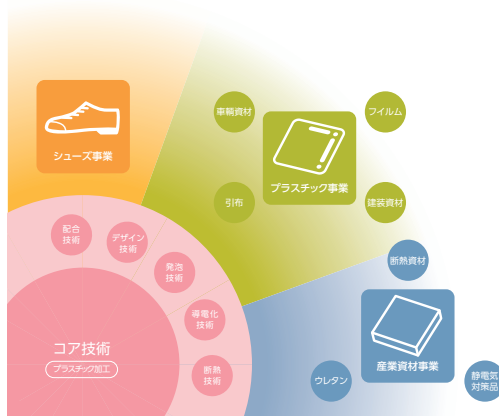 シューズ事業
車輌資材
フイルム
プラスチック事業
引布
建装資材
配合
技術
デザイン
技術
発泡
技術
導電化
技術
断熱
技術
コア技術
プラスチック加工
断熱資材
産業資材事業
ウレタン
静電気
対策品